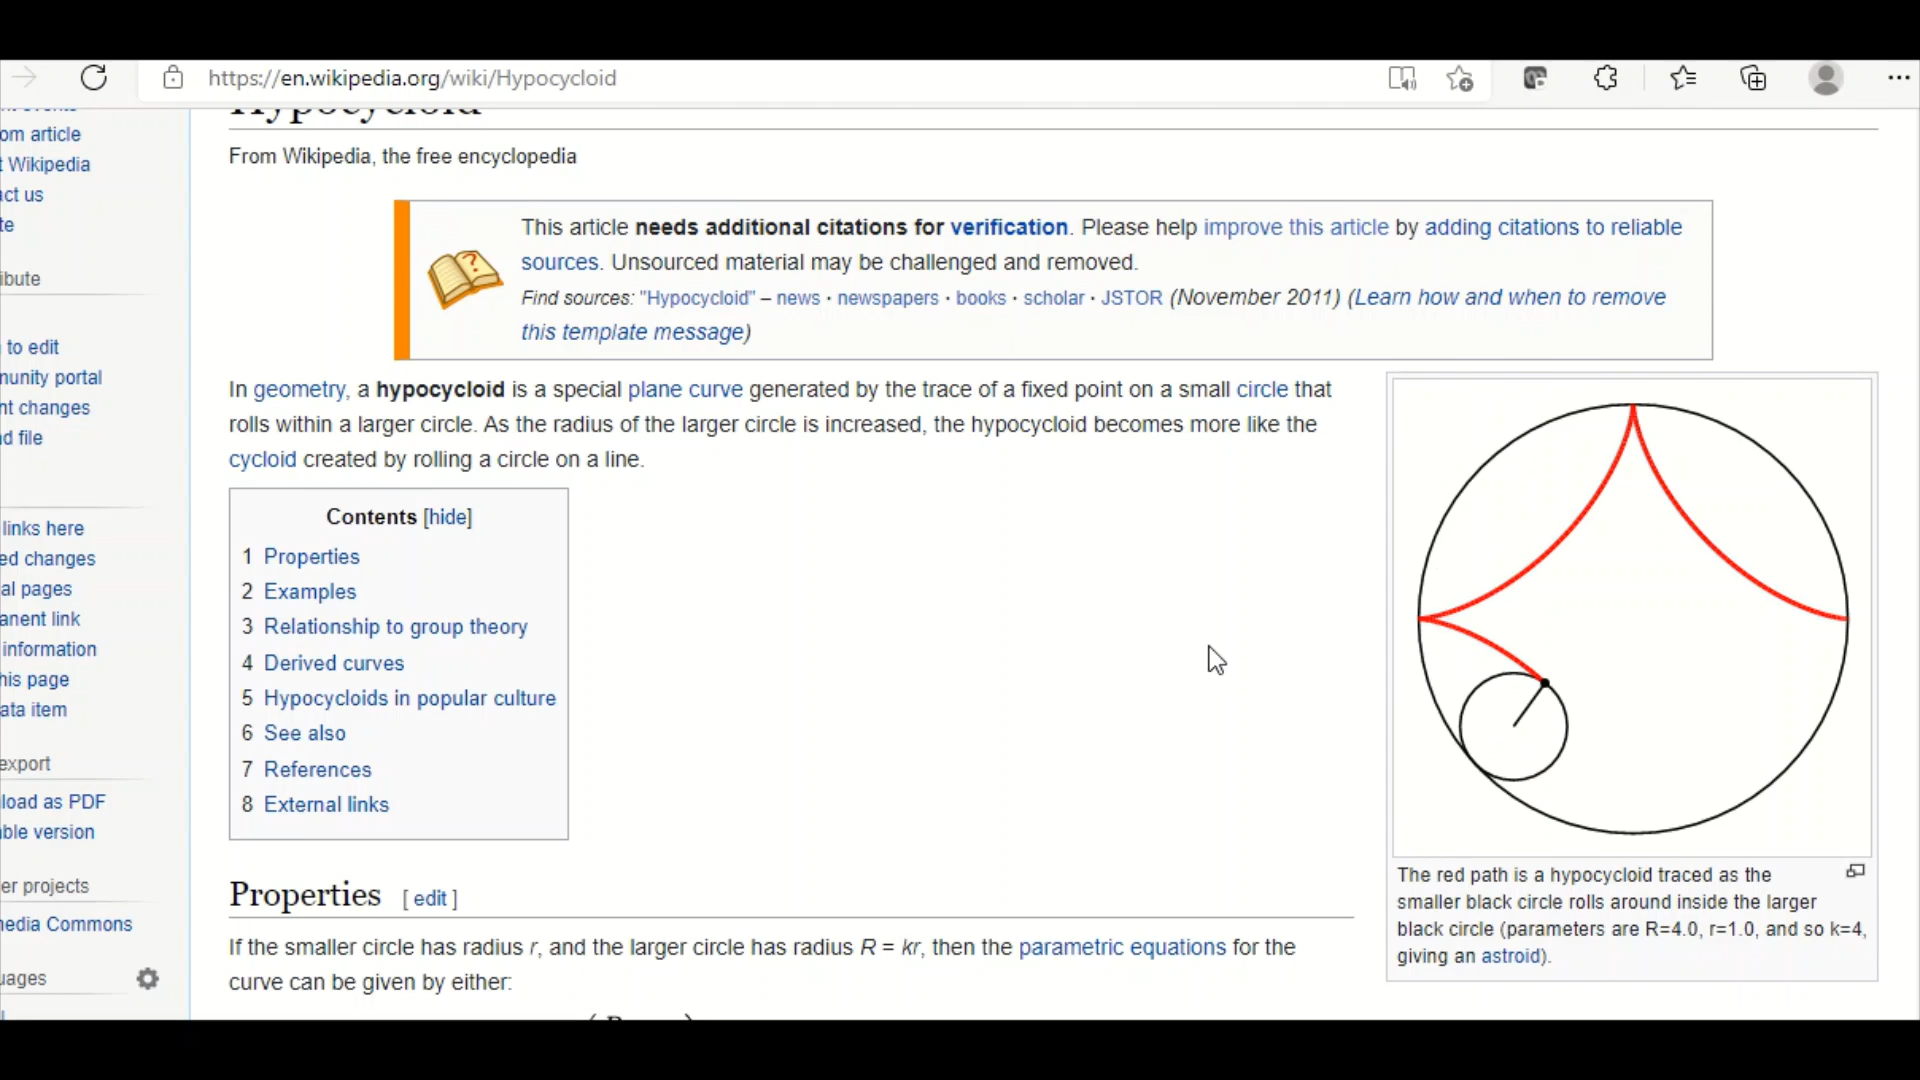 https://en.wikipedia.org/wiki/Hypocycloid
Hypocycloid
From Wikipedia, the free encyclopedia
om article
t Wikipedia
act us
te
ibute
to edit
munity portal
nt changes
d file
links here
ed changes
al pages
anent link
information
his page
ata item
export
load as PDF
ble version
er projects
media Commons
uages
This article needs additional citations for verification. Please help improve this article by adding citations to reliable
sources. Unsourced material may be challenged and removed.
Find sources: "Hypocycloid" – news · newspapers · books · scholar · JSTOR (November 2011) (Learn how and when to remove
this template message)
In geometry, a hypocycloid is a special plane curve generated by the trace of a fixed point on a small circle that
rolls within a larger circle. As the radius of the larger circle is increased, the hypocycloid becomes more like the
cycloid created by rolling a circle on a line.
Contents [hide]
1 Properties
2 Examples
3 Relationship to group theory
4 Derived curves
5 Hypocycloids in popular culture
6 See also
7 References
8 External links
The red path is a hypocycloid traced as the
smaller black circle rolls around inside the larger
black circle (parameters are R=4.0, r=1.0, and so k=4,
giving an astroid).
Properties [ edit ]
If the smaller circle has radius r, and the larger circle has radius R = kr, then the parametric equations for the
curve can be given by either: